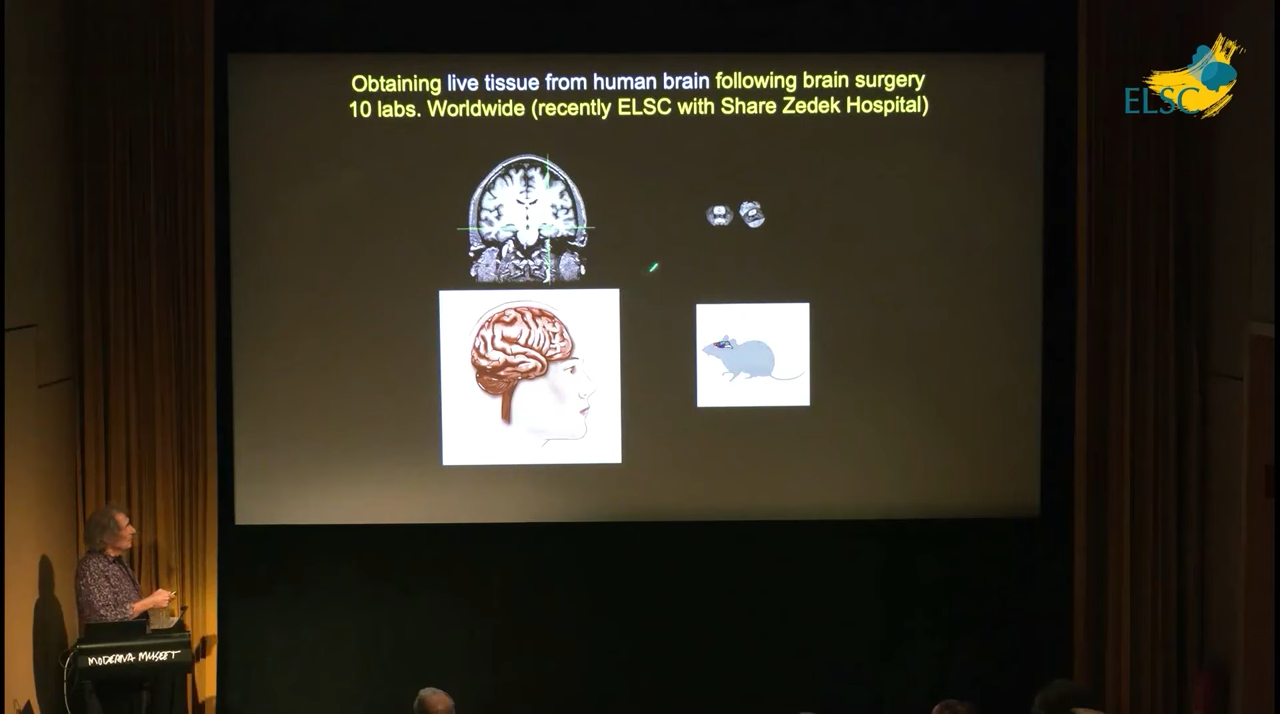 Obtaining live tissue from human brain following brain surgery
10 labs. Worldwide (recently ELSC with Share Zedek Hospital)
ELSC
MODERNA MUSEET